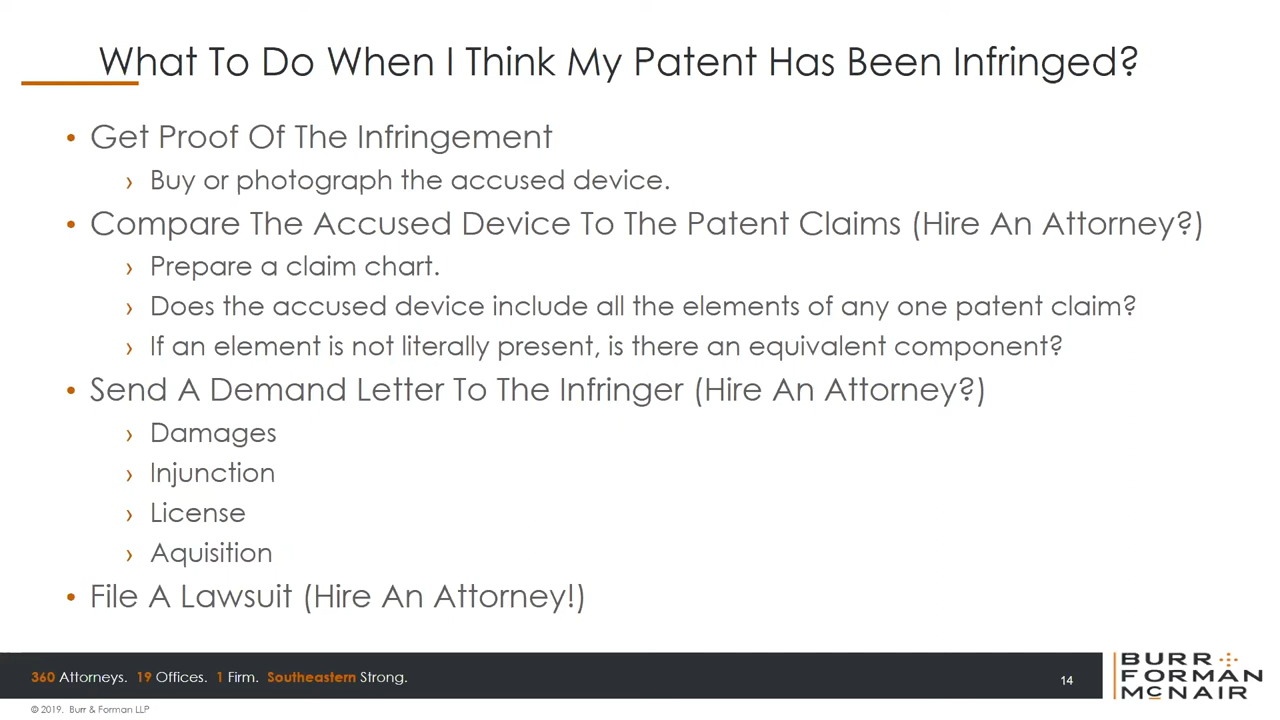 What To Do When I Think My Patent Has Been Infringed?
• Get Proof Of The Infringement
› Buy or photograph the accused device.
• Compare The Accused Device To The Patent Claims (Hire An Attorney?)
› Prepare a claim chart.
› Does the accused device include all the elements of any one patent claim?
› If an element is not literally present, is there an equivalent component?
• Send A Demand Letter To The Infringer (Hire An Attorney?)
› Damages
› Injunction
› License
› Aquisition
• File A Lawsuit (Hire An Attorney!)
360 Attorneys. 19 Offices. 1 Firm. Southeastern Strong.
14
BURR
FORMAN
MCNAIR
© 2019. Burr & Forman LLP